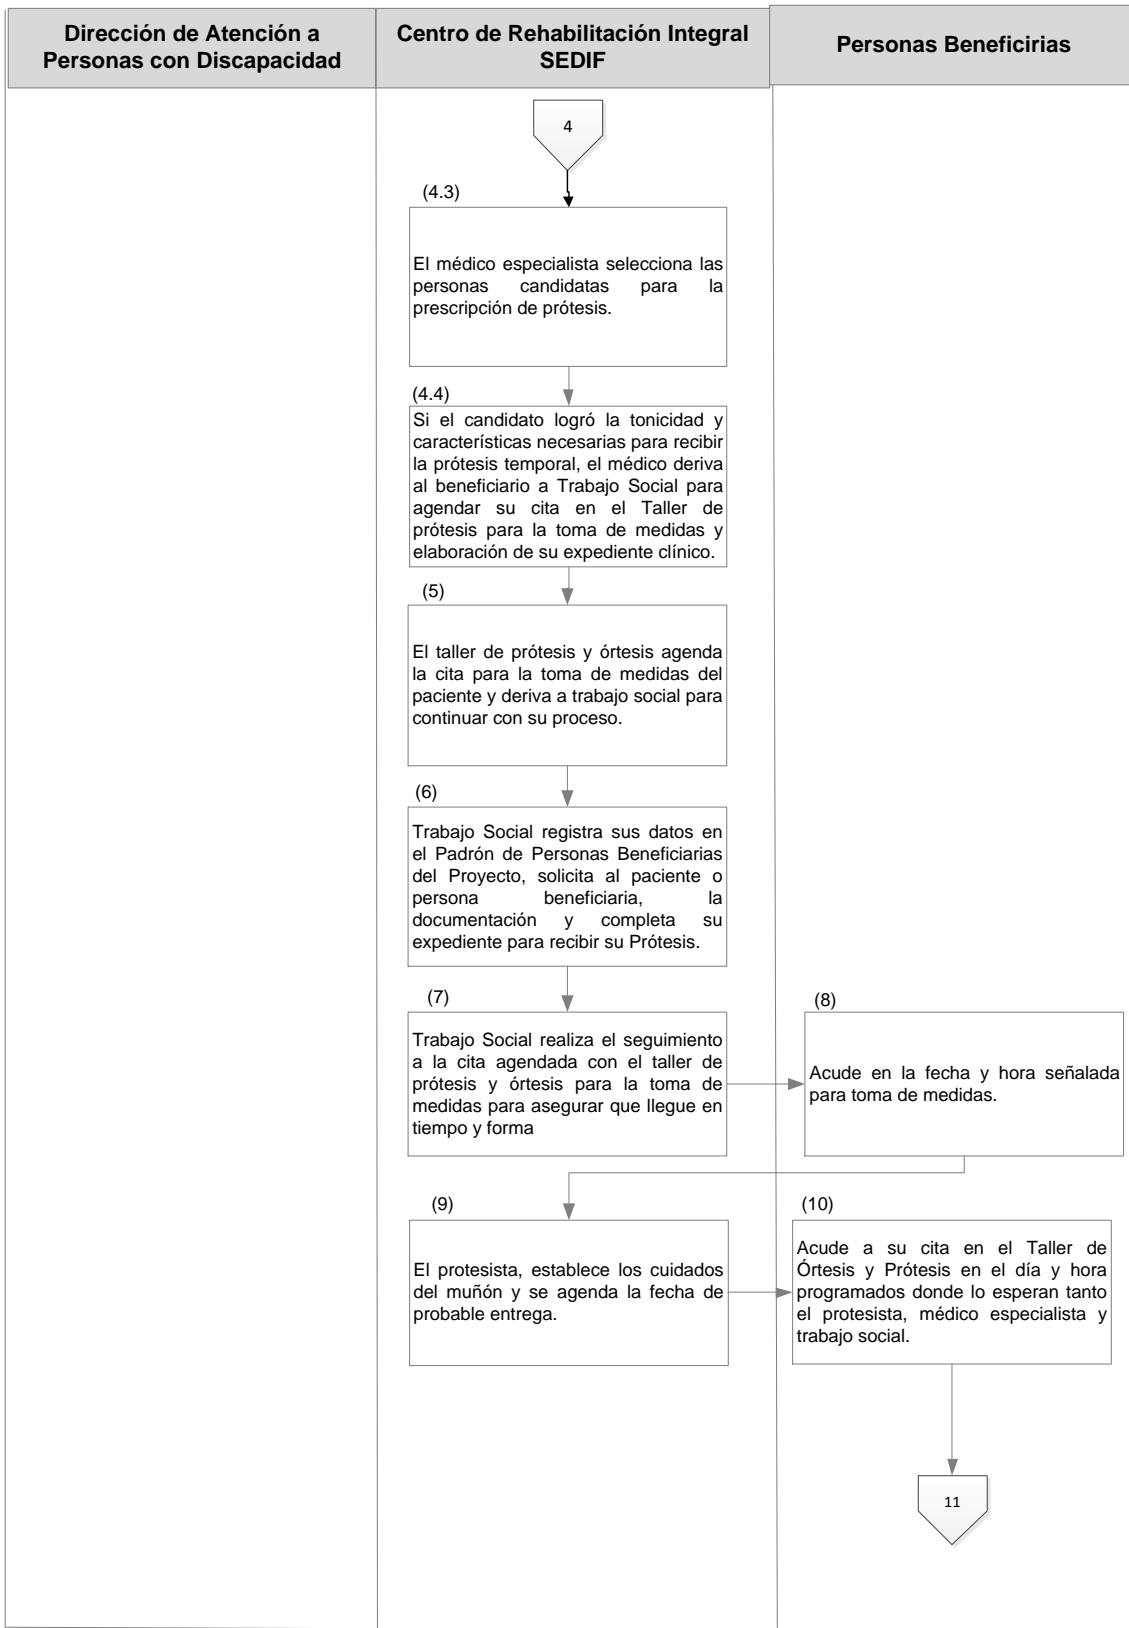 Dirección de Atención a
Personas con Discapacidad
Centro de Rehabilitación Integral
SEDIF
Personas Beneficirias
4
(4.3)
El médico especialista selecciona las
personas candidatas para la
prescripción de prótesis.
(4.4)
Si el candidato logró la tonicidad y
características necesarias para recibir
la prótesis temporal, el médico deriva
al beneficiario a Trabajo Social para
agendar su cita en el Taller de
prótesis para la toma de medidas y
elaboración de su expediente clínico.
(5)
El taller de prótesis y órtesis agenda
la cita para la toma de medidas del
paciente y deriva a trabajo social para
continuar con su proceso.
(6)
Trabajo Social registra sus datos en
el Padrón de Personas Beneficiarias
del Proyecto, solicita al paciente o
persona beneficiaria, la
documentación y completa su
expediente para recibir su Prótesis.
(7)
Trabajo Social realiza el seguimiento
a la cita agendada con el taller de
prótesis y órtesis para la toma de
medidas para asegurar que llegue en
tiempo y forma
(8)
Acude en la fecha y hora señalada
para toma de medidas.
(9)
El protesista, establece los cuidados
del muñón y se agenda la fecha de
probable entrega.
(10)
Acude a su cita en el Taller de
Órtesis y Prótesis en el día y hora
programados donde lo esperan tanto
el protesista, médico especialista y
trabajo social.
11